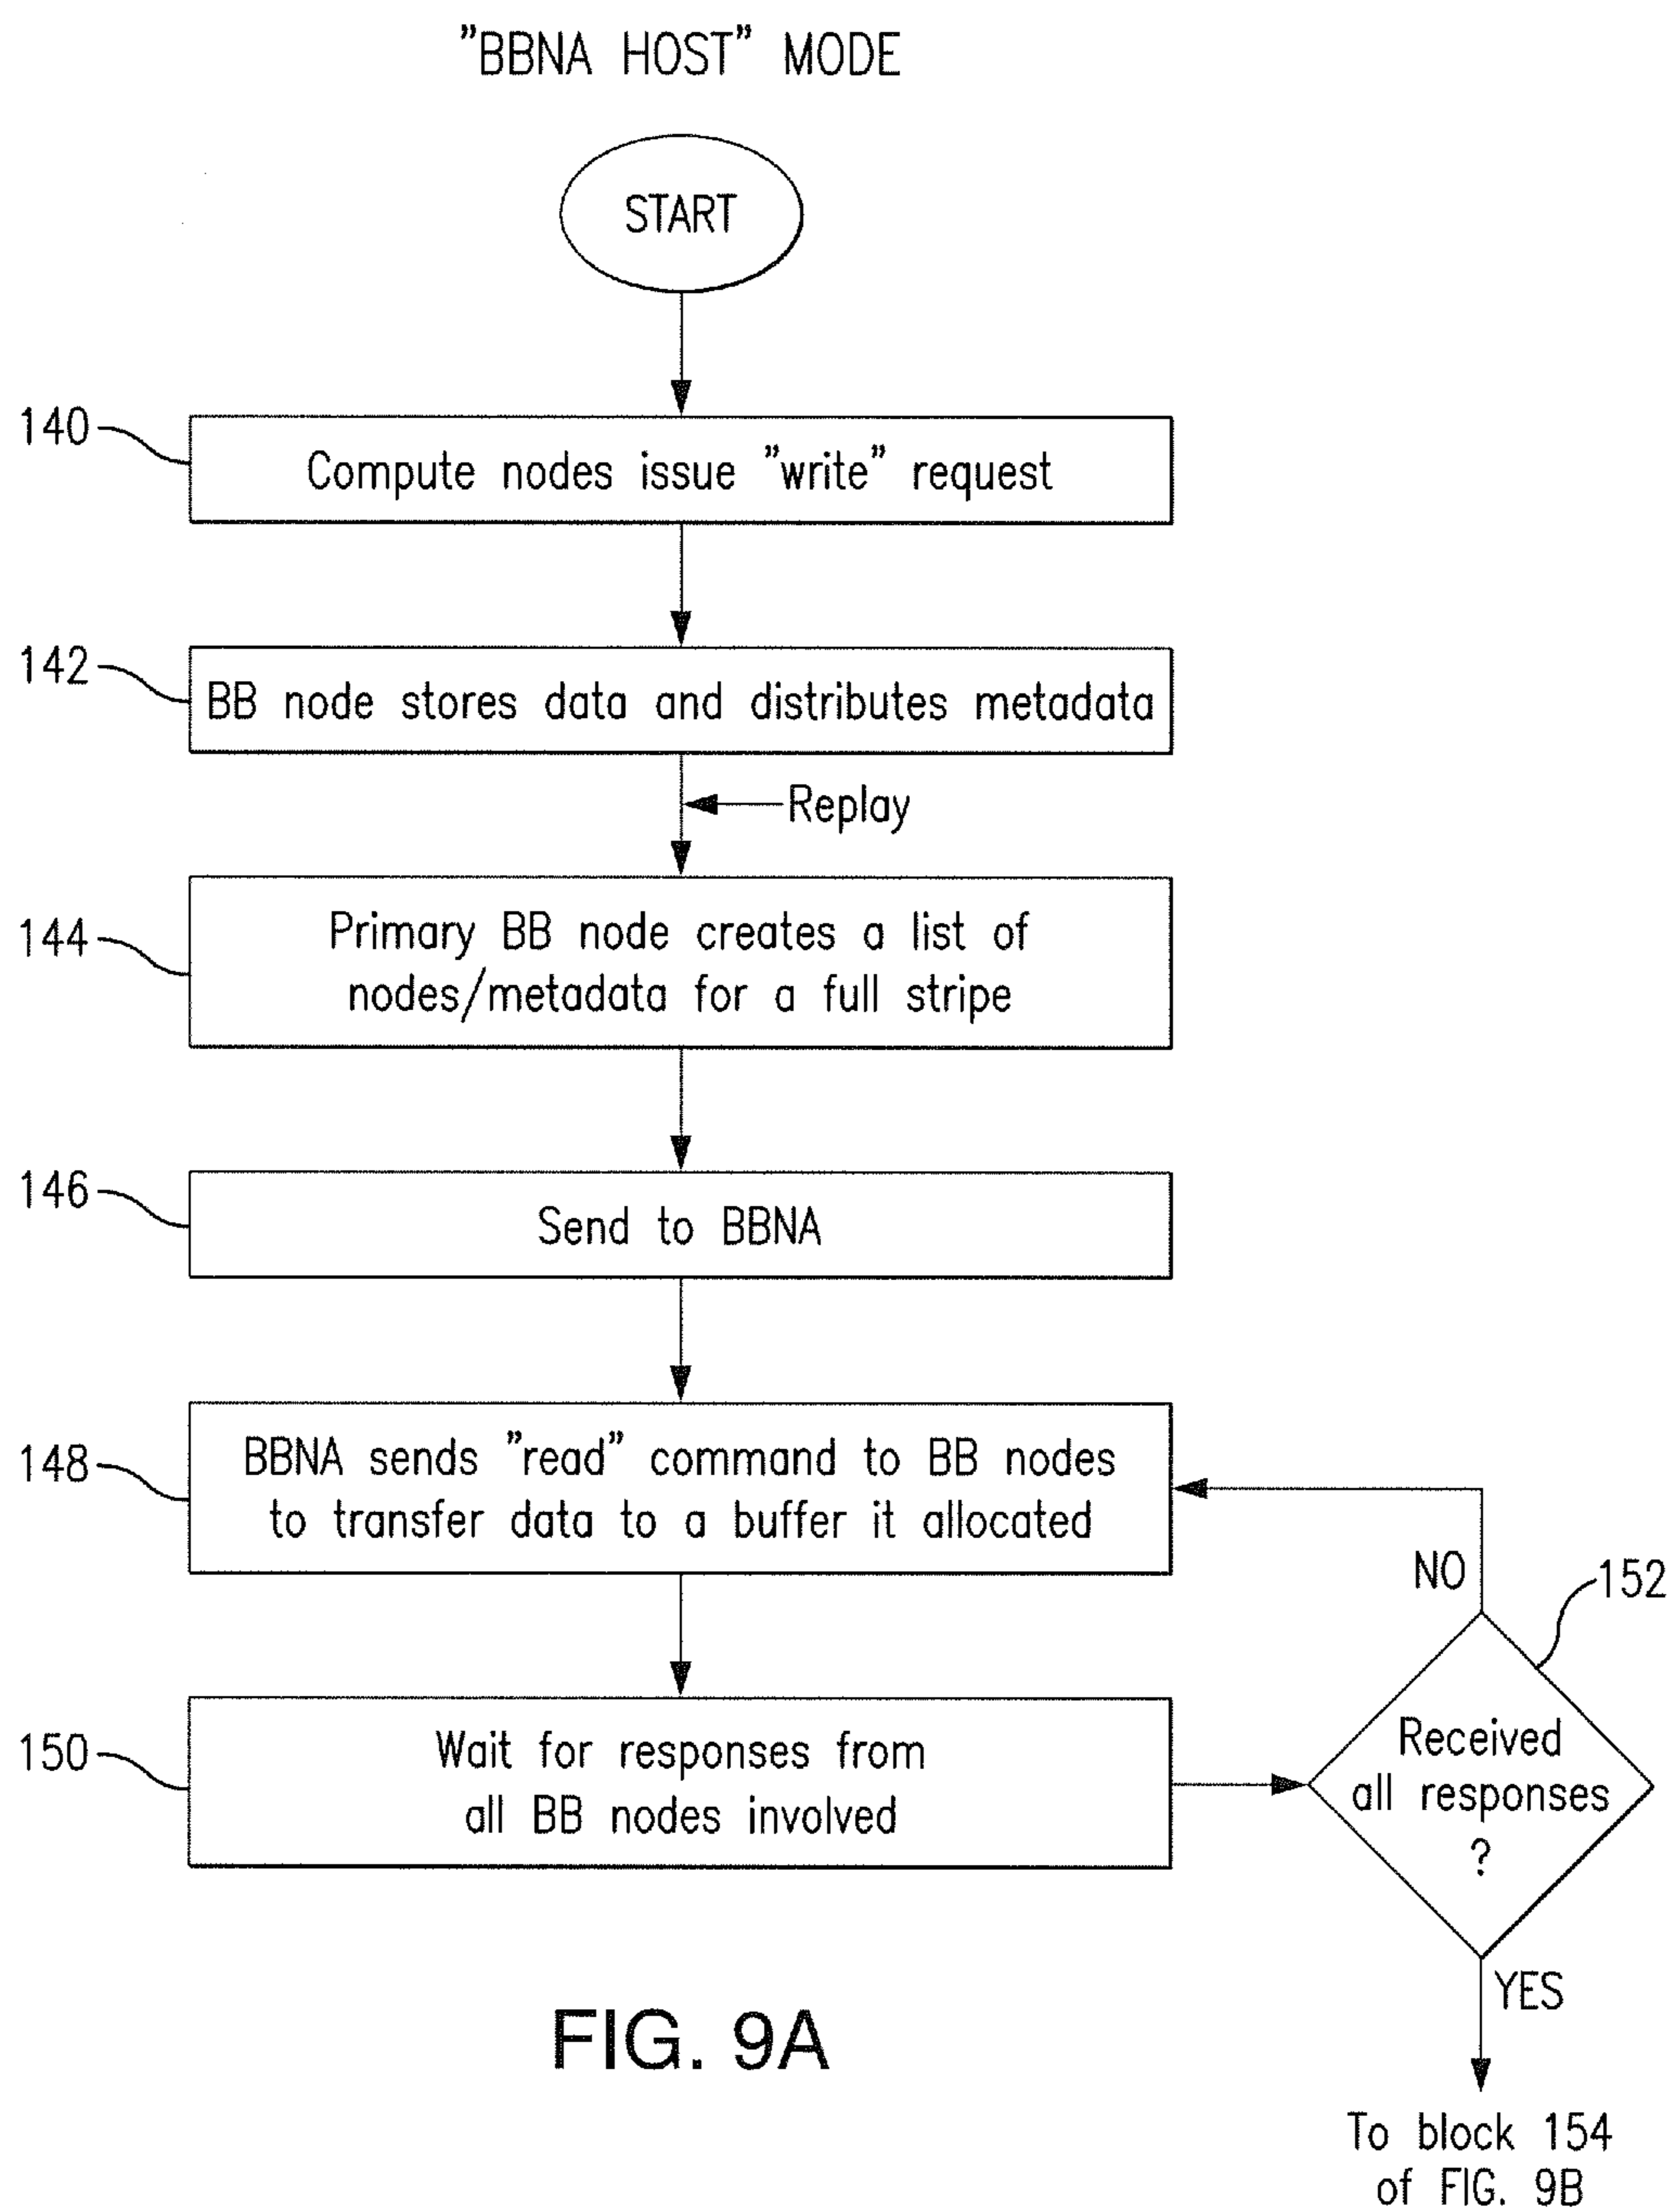 "BBNA HOST" MODE
START
140
Compute nodes issue "write" request
142
BB node stores data and distributes metadata
Replay
144
Primary BB node creates a list of
nodes/metadata for a full stripe
146
Send to BBNA
148
BBNA sends "read" command to BB nodes
to transfer data to a buffer it allocated
NO
152
150
Wait for responses from
all BB nodes involved
Received
all responses
?
YES
FIG. 9A
To block 154
of FIG. 9B